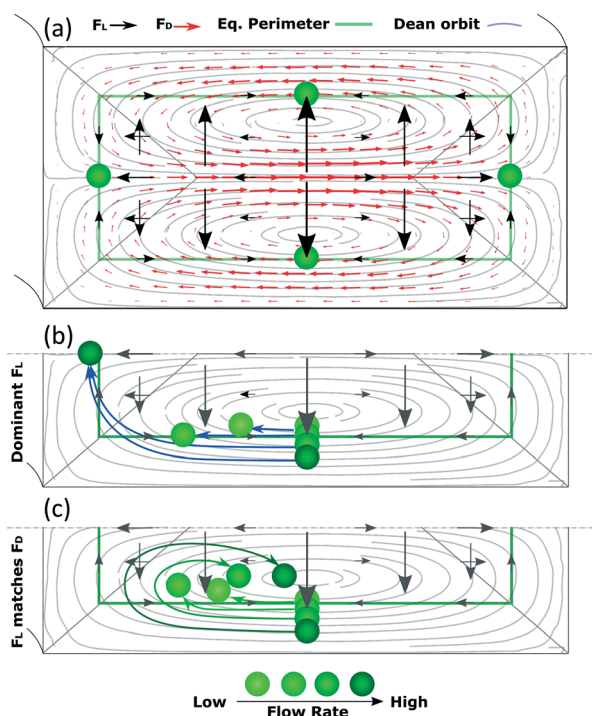 FL FD Eq. Perimeter Dean orbit
(a)
(b)
Dominant FL
(c)
FL matches FD
Low High
Flow Rate